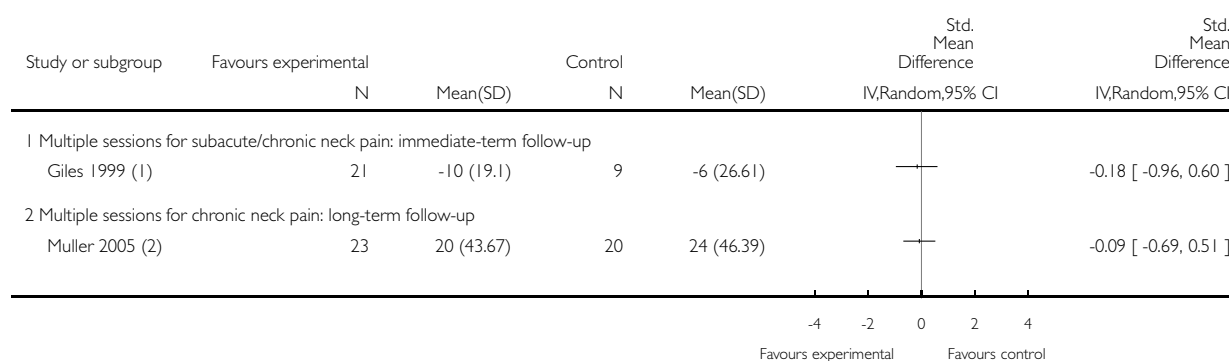 Std. Std.
Mean Mean
Study or subgroup Favours experimental Control Difference Difference
N Mean(SD) N Mean(SD) IV,Random,95% CI IV,Random,95% CI
1 Multiple sessions for subacute/chronic neck pain: immediate-term follow-up
Giles 1999 (1) 21 -10 (19.1) 9 -6 (26.61) -0.18 [ -0.96, 0.60 ]
2 Multiple sessions for chronic neck pain: long-term follow-up
Muller 2005 (2) 23 20 (43.67) 20 24 (46.39) -0.09 [ -0.69, 0.51 ]
-4 -2 0 2 4
Favours experimental Favours control